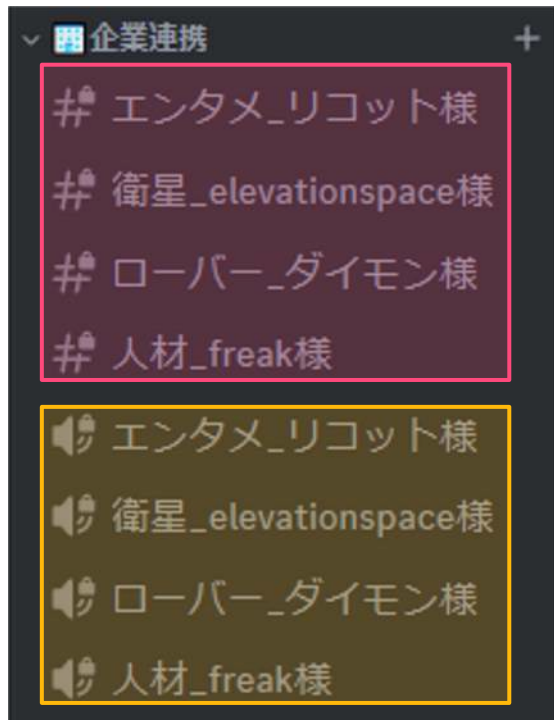 企業連携
エンタメ_リコット様
衛星_elevationspace様
ローバー_ダイモン様
人材_freak様
エンタメ_リコット様
衛星_elevationspace様
ローバー_ダイモン様
人材_freak様